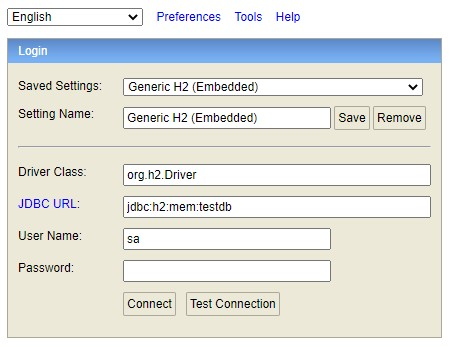 English Preferences Tools Help
Login
Saved Settings: Generic H2 (Embedded)
Setting Name: Generic H2 (Embedded) Save Remove
Driver Class: org.h2.Driver
JDBC URL: jdbc:h2:mem:testdb
User Name: sa
Password:
Connect Test Connection